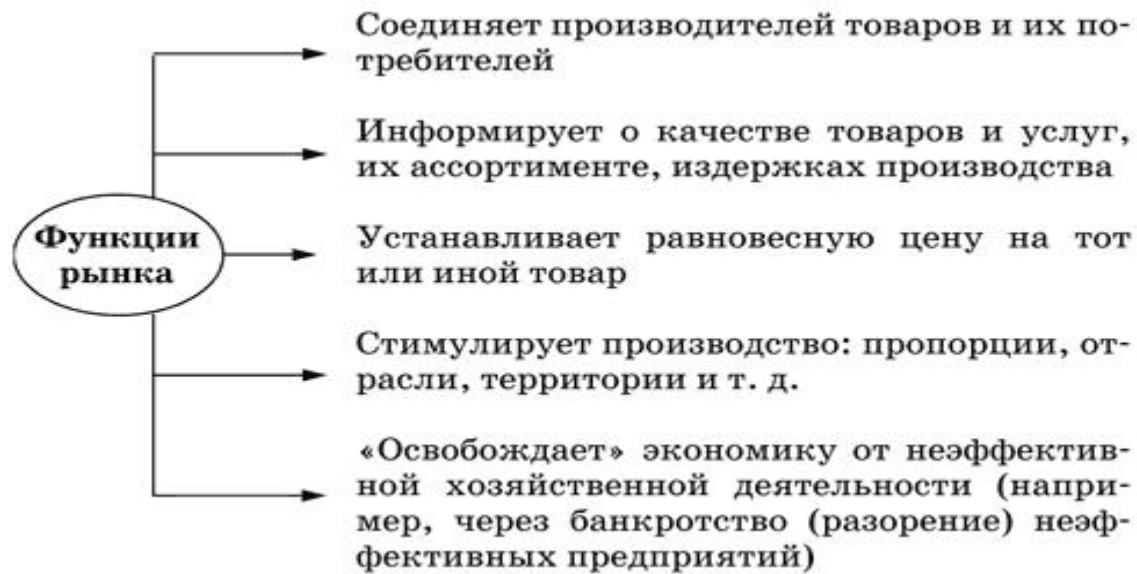 Соединяет производителей товаров и их по-
требителей
Информирует о качестве товаров и услуг,
их ассортименте, издержках производства
Функции
рынка
Устанавливает равновесную цену на тот
или иной товар
Стимулирует производство: пропорции, от-
расли, территории и т. д.
«Освобождает» экономику от неэффектив-
ной хозяйственной деятельности (напри-
мер, через банкротство (разорение) неэф-
фективных предприятий)